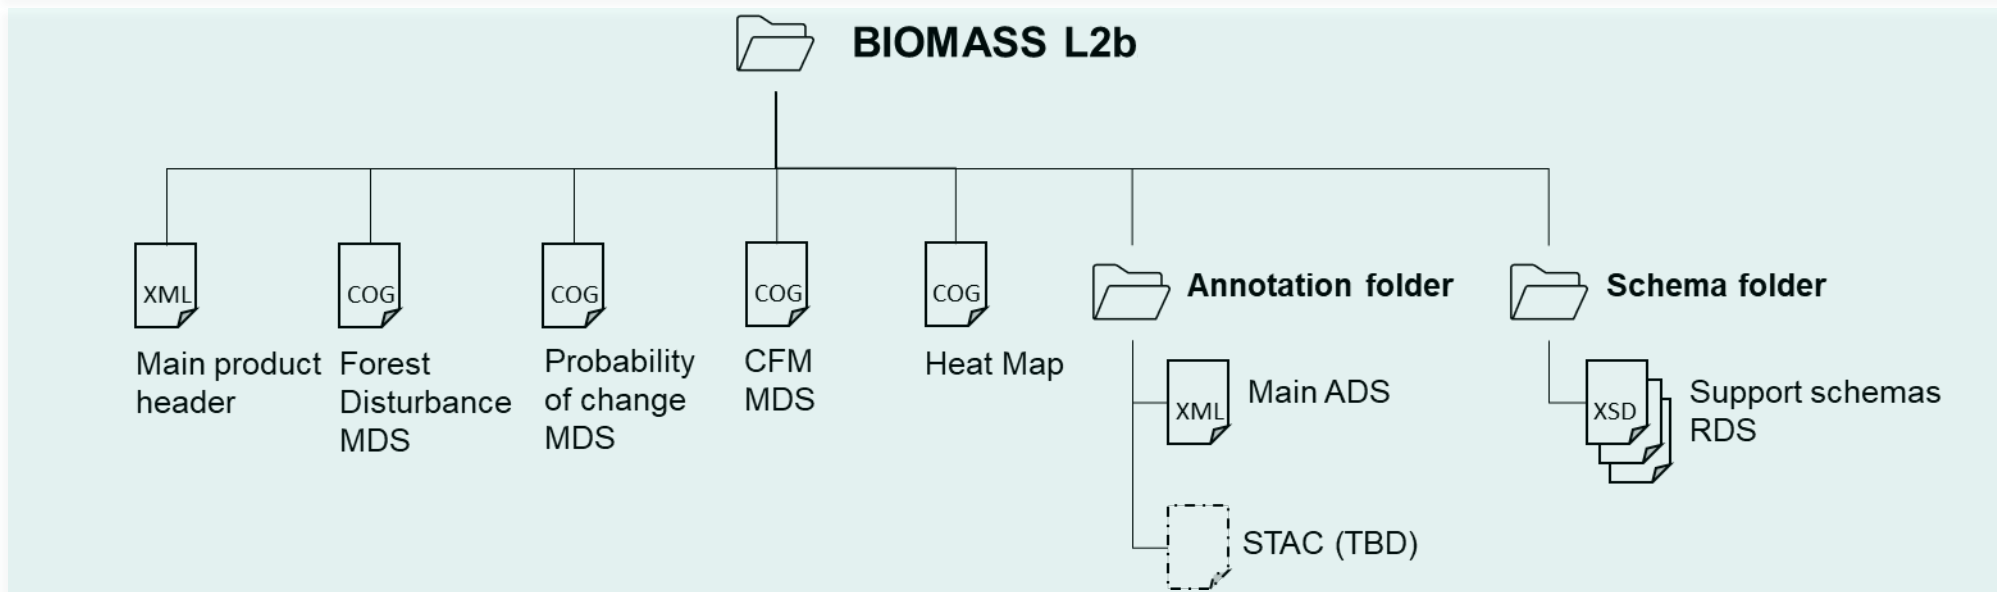 BIOMASS L2b
XML
COG
COG
COG
COG
Annotation folder
Schema folder
Main product
header
Forest
Disturbance
MDS
Probability
of change
MDS
CFM
MDS
Heat Map
XML
Main ADS
STAC (TBD)
XSD
Support schemas
RDS